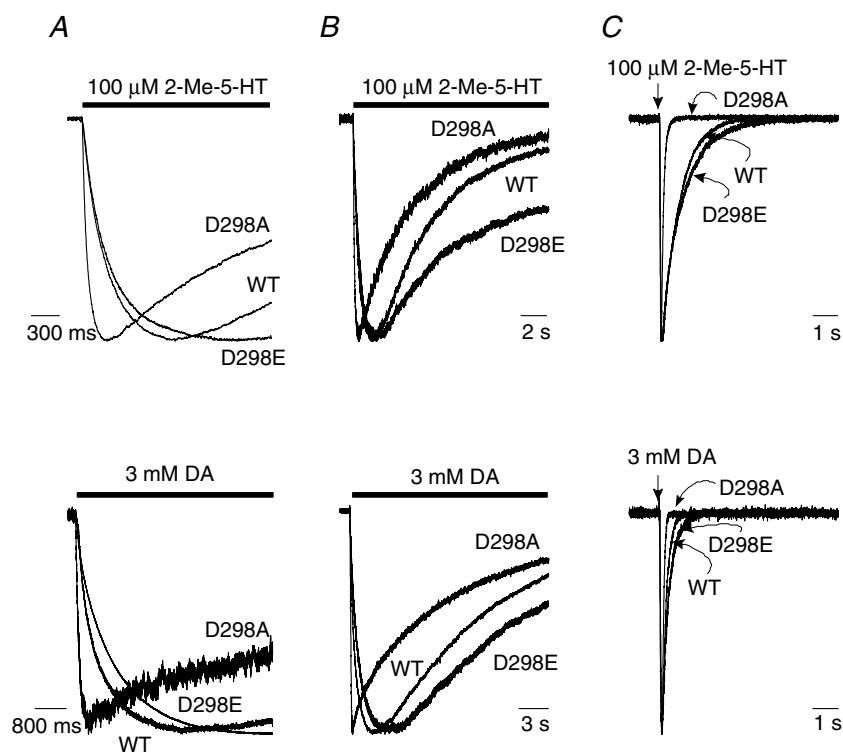 A
B
C
100 μM 2-Me-5-HT
100 μM 2-Me-5-HT
100 μM 2-Me-5-HT
D298A
WT
D298E
300 ms
D298A
WT
D298E
2 s
D298A
WT
D298E
1 s
3 mM DA
3 mM DA
3 mM DA
D298A
D298E
WT
800 ms
D298A
WT
D298E
3 s
D298A
D298E
WT
1 s